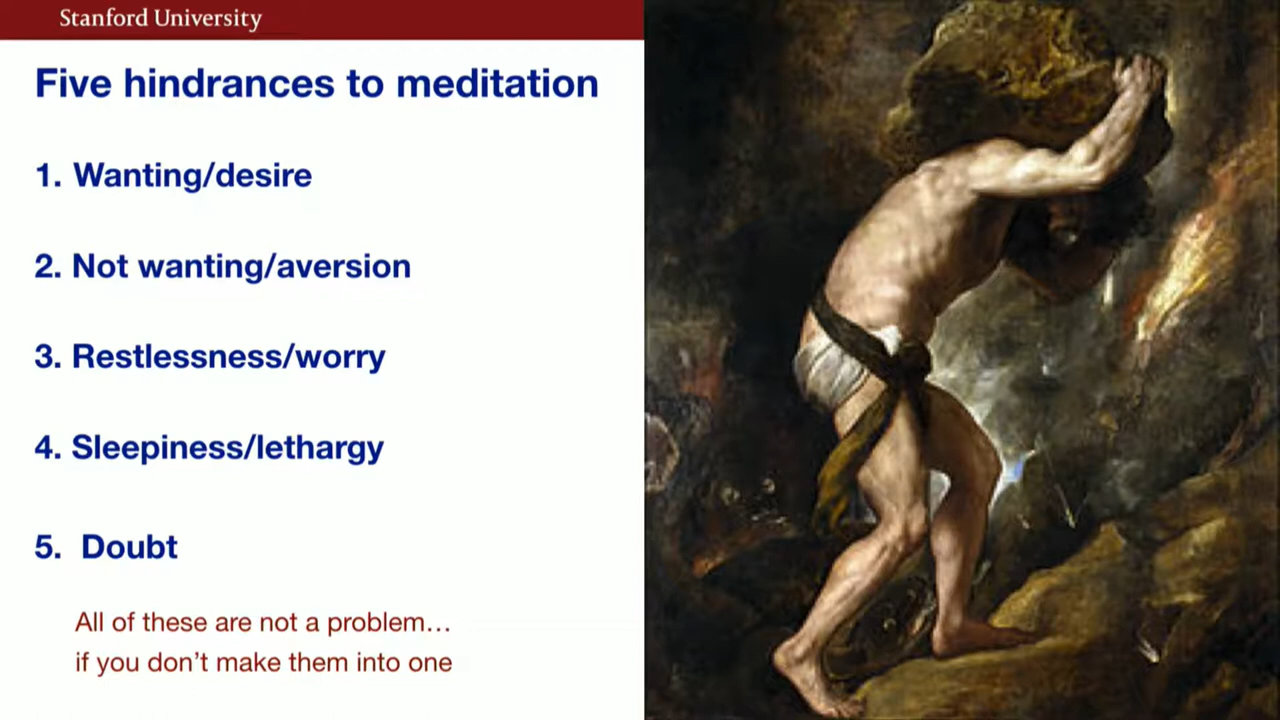 Stanford University
Five hindrances to meditation
1. Wanting/desire
2. Not wanting/aversion
3. Restlessness/worry
4. Sleepiness/lethargy
5. Doubt
All of these are not a problem…
if you don’t make them into one